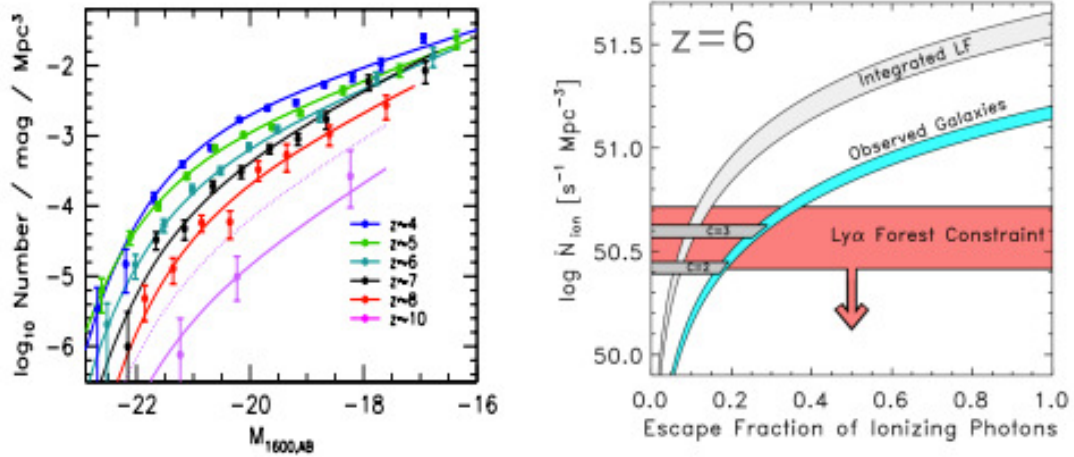 log₁₀ Number / mag / Mpc³
-2
-3
-4
-5
-6
-22
-20
-18
-16
M₁₆₀₀,AB
z~4
z~5
z~6
z~7
z~8
z~10
z=6
log Ṅion [s⁻¹ Mpc⁻³]
51.5
51.0
50.5
50.0
0.0
0.2
0.4
0.6
0.8
1.0
Escape Fraction of Ionizing Photons
Integrated LF
Observed Galaxies
Lyα Forest Constraint
C=3
C=2